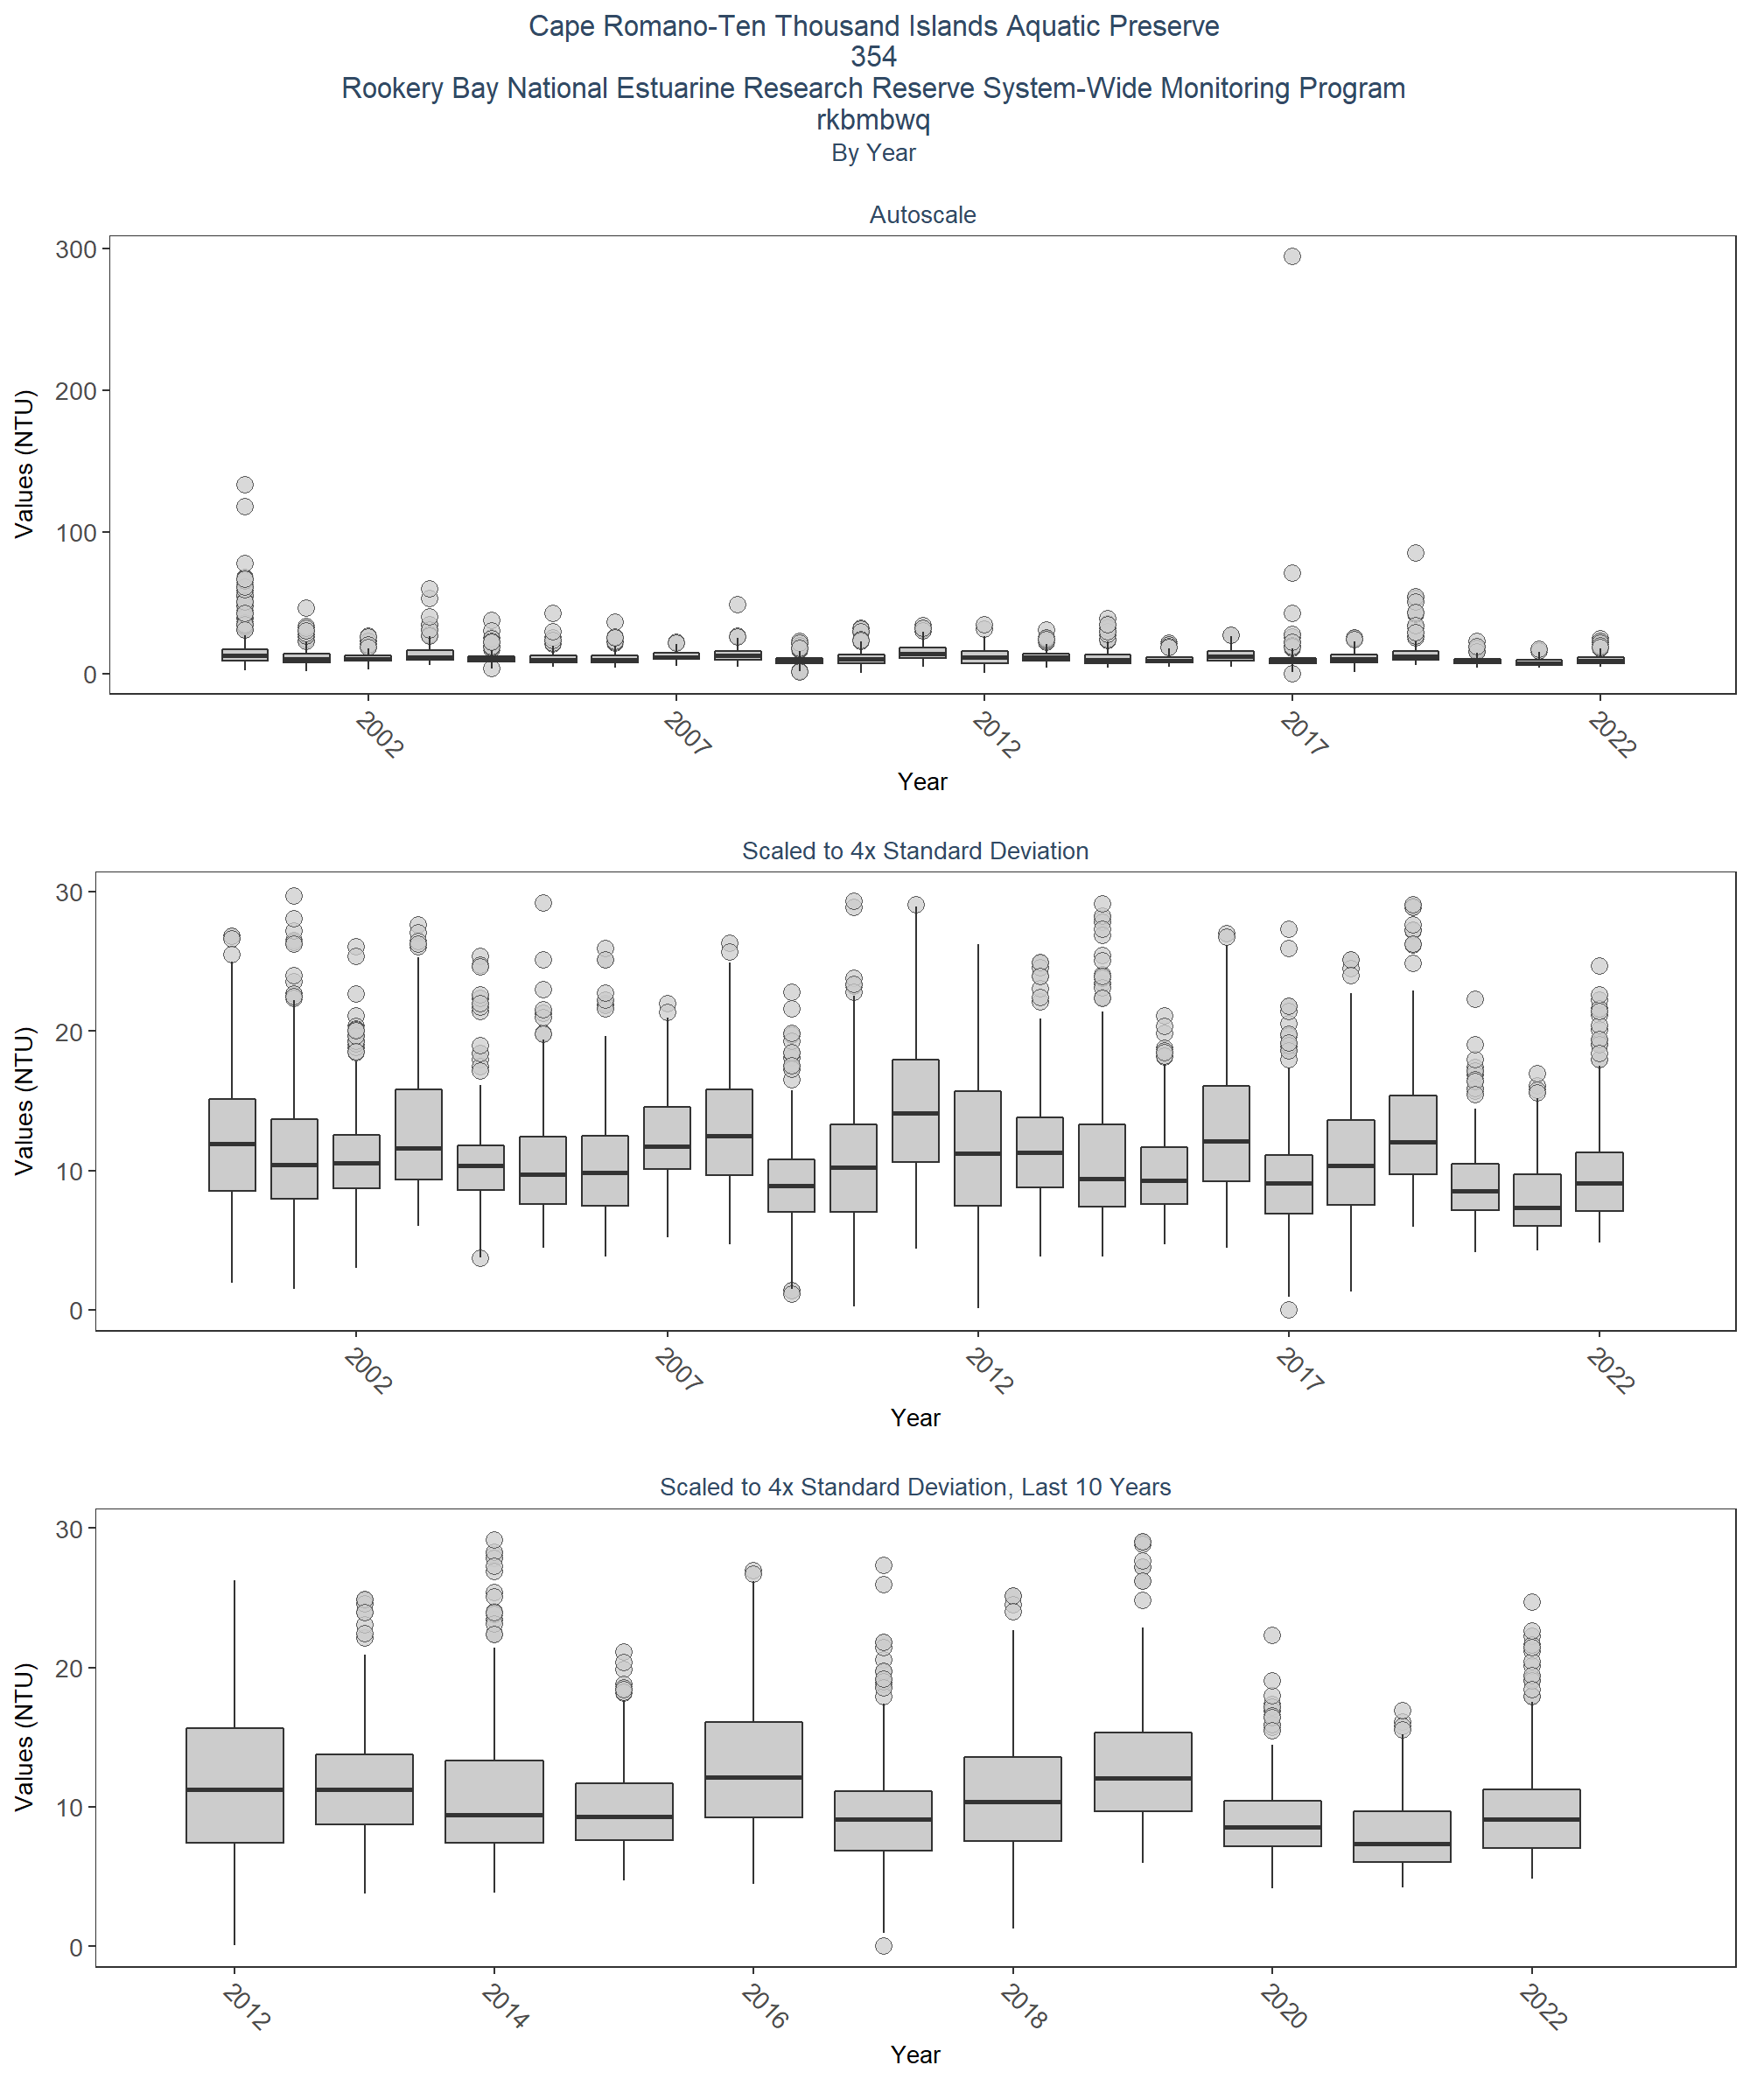 Cape Romano-Ten Thousand Islands Aquatic Preserve
354
Rookery Bay National Estuarine Research Reserve System-Wide Monitoring Program
rkbmbwq
By Year
Autoscale
Values (NTU)
300
200
100
0
2002
2007
2012
2017
2022
Year
Scaled to 4x Standard Deviation
Values (NTU)
30
20
10
0
2002
2007
2012
2017
2022
Year
Scaled to 4x Standard Deviation, Last 10 Years
Values (NTU)
30
20
10
0
2012
2014
2016
2018
2020
2022
Year